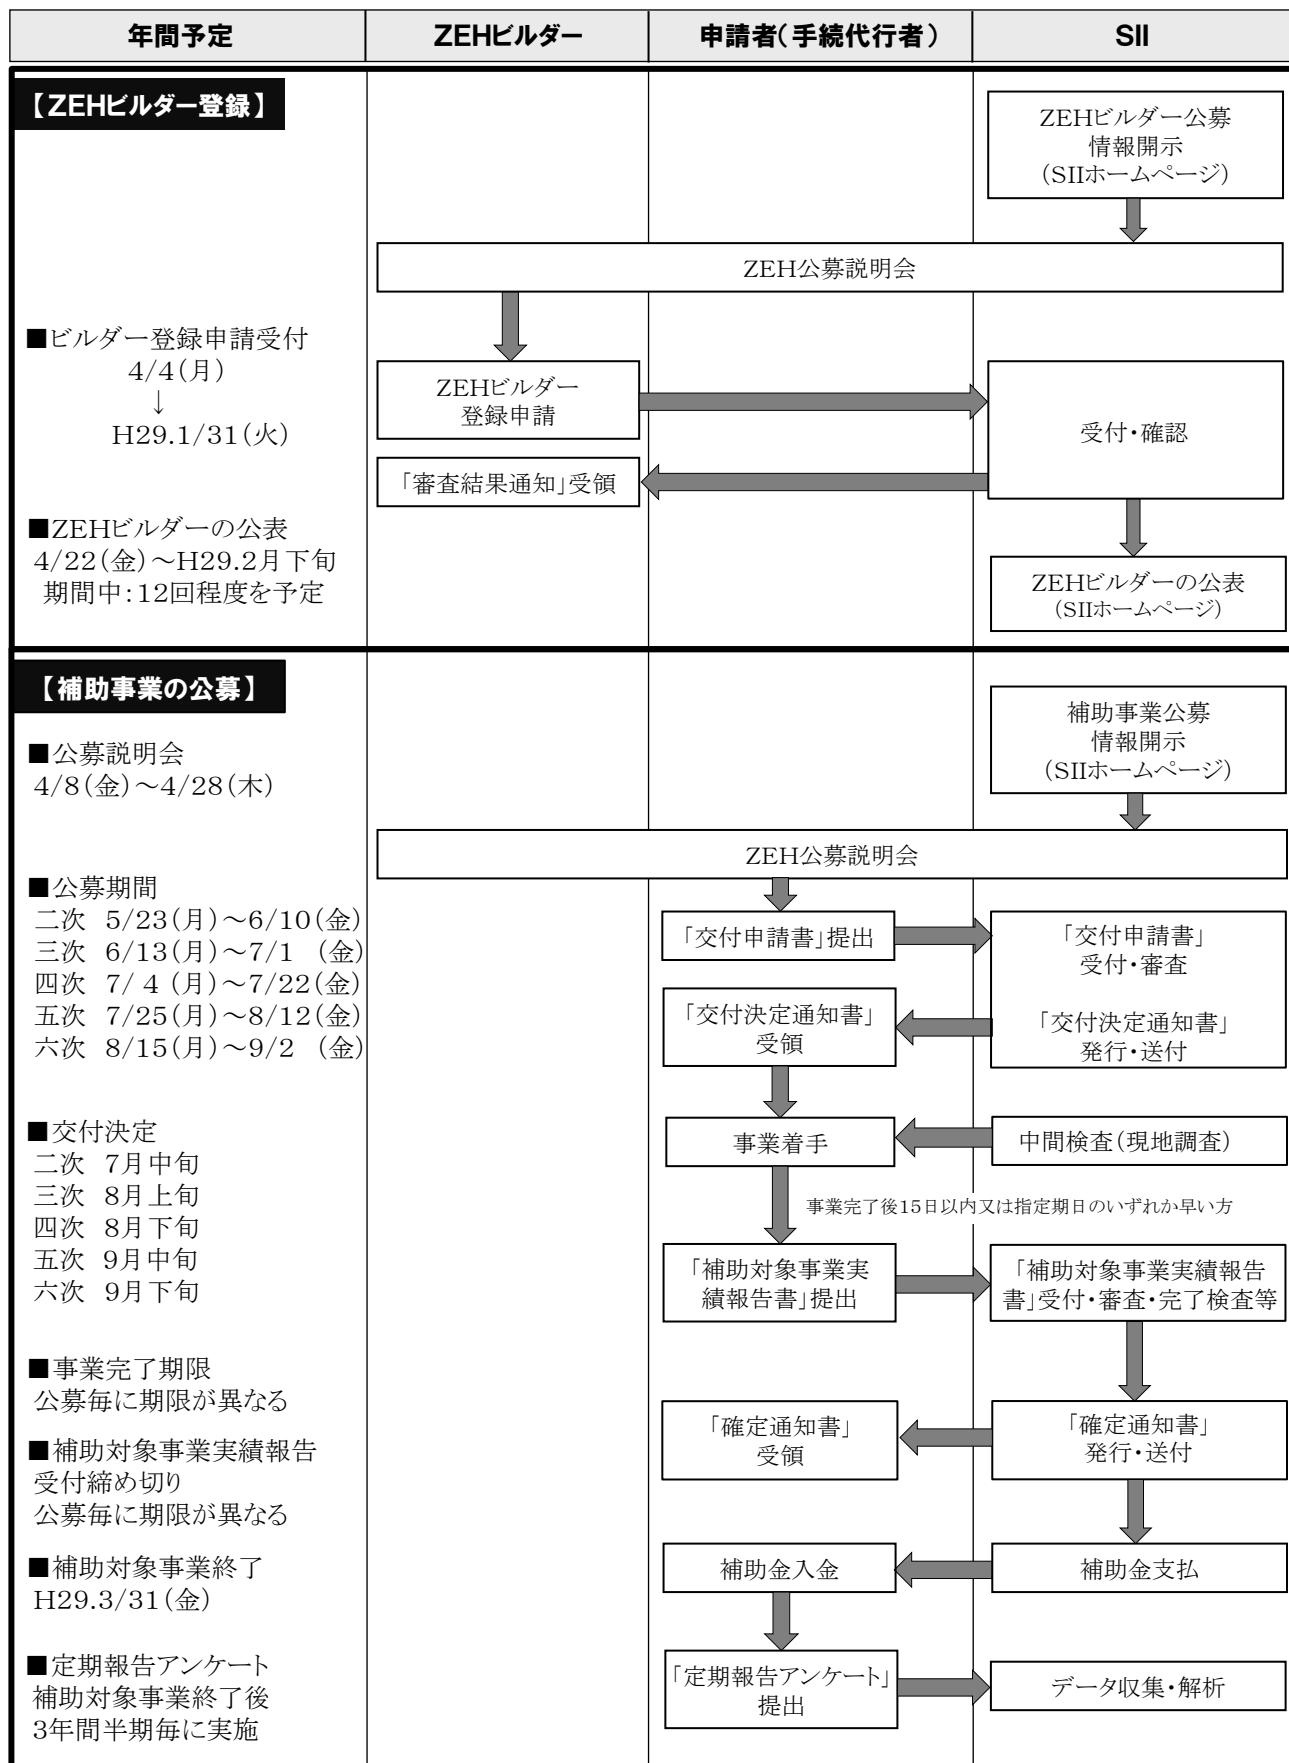 年間予定
ZEHビルダー
申請者(手続代行者)
SII
【ZEHビルダー登録】
ZEHビルダー公募
情報開示
(SIIホームページ)
ZEH公募説明会
■ビルダー登録申請受付
4/4(月)
↓
H29.1/31(火)
ZEHビルダー
登録申請
受付・確認
「審査結果通知」受領
■ZEHビルダーの公表
4/22(金)～H29.2月下旬
期間中:12回程度を予定
ZEHビルダーの公表
(SIIホームページ)
【補助事業の公募】
補助事業公募
情報開示
(SIIホームページ)
■公募説明会
4/8(金)～4/28(木)
ZEH公募説明会
■公募期間
二次 5/23(月)～6/10(金)
三次 6/13(月)～7/1 (金)
四次 7/ 4 (月)～7/22(金)
五次 7/25(月)～8/12(金)
六次 8/15(月)～9/2 (金)
「交付申請書」提出
「交付申請書」
受付・審査
「交付決定通知書」
受領
「交付決定通知書」
発行・送付
■交付決定
二次 7月中旬
三次 8月上旬
四次 8月下旬
五次 9月中旬
六次 9月下旬
事業着手
中間検査(現地調査)
事業完了後15日以内又は指定期日のいずれか早い方
「補助対象事業実
績報告書」提出
「補助対象事業実績報告
書」受付・審査・完了検査等
■事業完了期限
公募毎に期限が異なる
■補助対象事業実績報告
受付締め切り
公募毎に期限が異なる
「確定通知書」
受領
「確定通知書」
発行・送付
■補助対象事業終了
H29.3/31(金)
補助金入金
補助金支払
■定期報告アンケート
補助対象事業終了後
3年間半期毎に実施
「定期報告アンケート」
提出
データ収集・解析